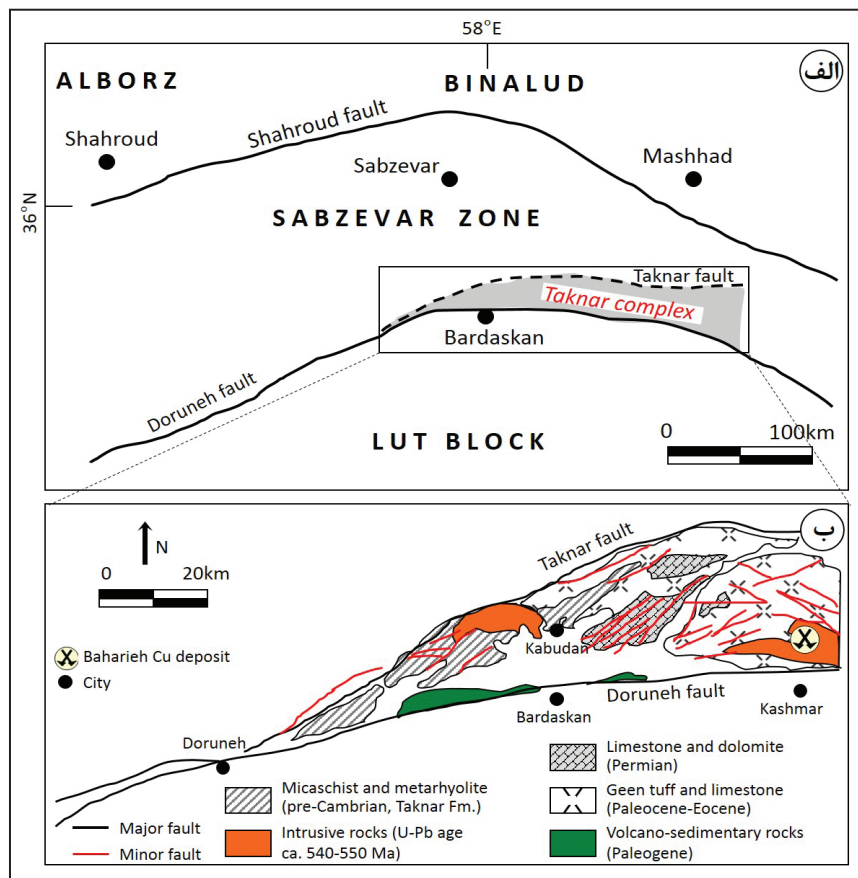 58°E
الف
ALBORZ
BINALUD
Shahroud fault
Shahroud
Mashhad
Sabzevar
36°N
SABZEVAR ZONE
Taknar fault
Taknar complex
Bardaskan
Doruneh fault
0 100km
LUT BLOCK
ب
N
Taknar fault
0 20km
Baharieh Cu deposit
City
Kabudan
Doruneh fault
Bardaskan
Kashmar
Doruneh
Limestone and dolomite
(Permian)
Micaschist and metarhyolite
(pre-Cambrian, Taknar Fm.)
Geen tuff and limestone
(Paleocene-Eocene)
Major fault
Minor fault
Intrusive rocks (U-Pb age
ca. 540-550 Ma)
Volcano-sedimentary rocks
(Paleogene)